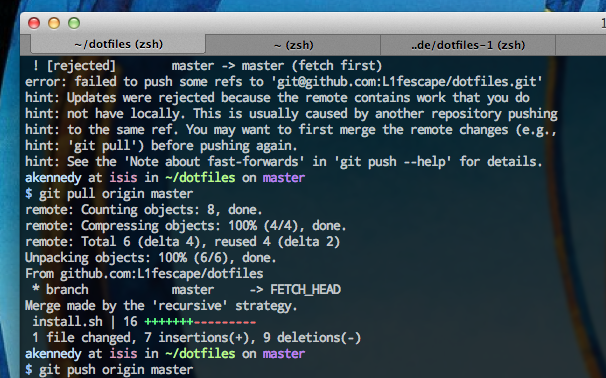 1
~/dotfiles (zsh) ~ (zsh) ..de/dotfiles-1 (zsh)
! [rejected] master -> master (fetch first)
error: failed to push some refs to 'git@github.com:L1fescape/dotfiles.git'
hint: Updates were rejected because the remote contains work that you do
hint: not have locally. This is usually caused by another repository pushing
hint: to the same ref. You may want to first merge the remote changes (e.g.,
hint: 'git pull') before pushing again.
hint: See the 'Note about fast-forwards' in 'git push --help' for details.
akennedy at isis in ~/dotfiles on master
$ git pull origin master
remote: Counting objects: 8, done.
remote: Compressing objects: 100% (4/4), done.
remote: Total 6 (delta 4), reused 4 (delta 2)
Unpacking objects: 100% (6/6), done.
From github.com:L1fescape/dotfiles
* branch master -> FETCH_HEAD
Merge made by the 'recursive' strategy.
install.sh | 16 +++++++---------
1 file changed, 7 insertions(+), 9 deletions(-)
akennedy at isis in ~/dotfiles on master
$ git push origin master